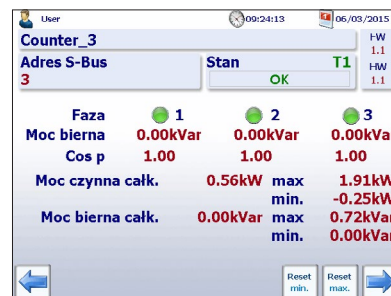 User 09:24:13 06/03/2015
Counter_3 HW 1.1
Adres S-Bus Stan T1 HW
3 OK 1.1
Faza 1 2 3
Moc bierna 0.00kVar 0.00kVar 0.00kVar
Cos p 1.00 1.00 1.00
Moc czynna całk. 0.56kW max 1.91kW
min. -0.25kW
Moc bierna całk. 0.00kVar max 0.72kVar
min. 0.00kVar
Reset min. Reset max.